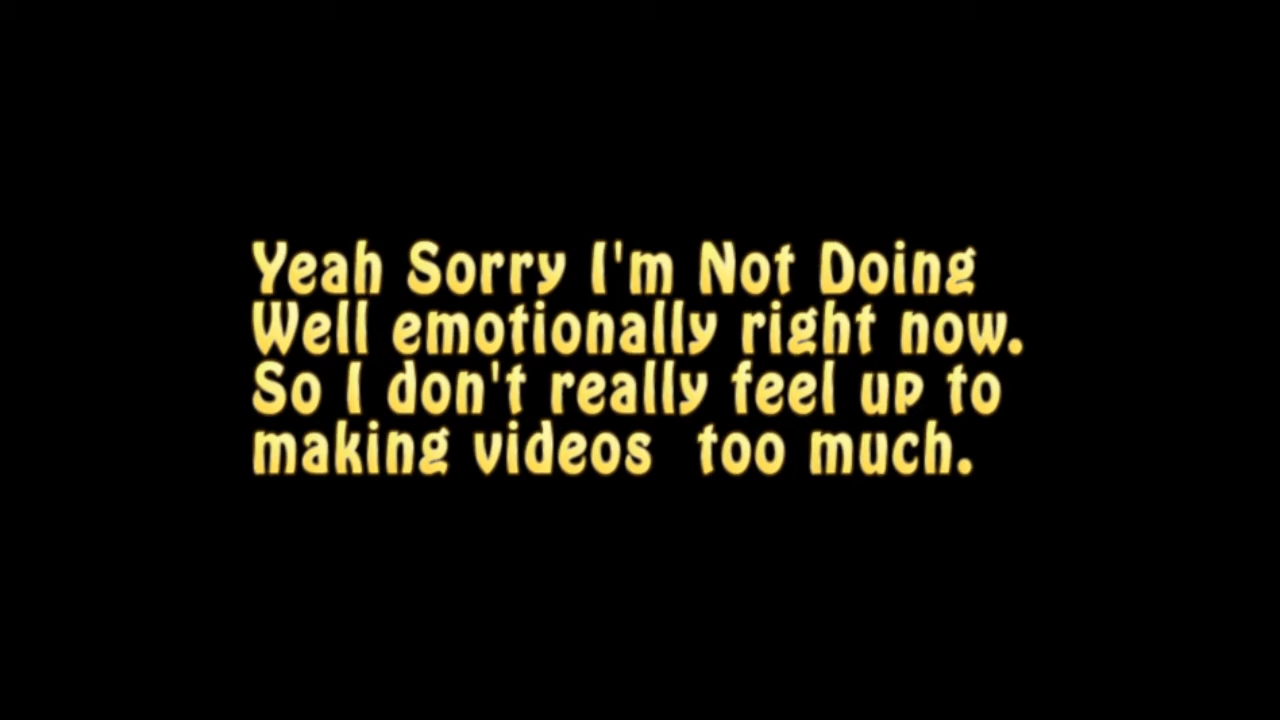 Yeah Sorry I'm Not Doing
Well emotionally right now.
So I don't really feel up to
making videos  too much.